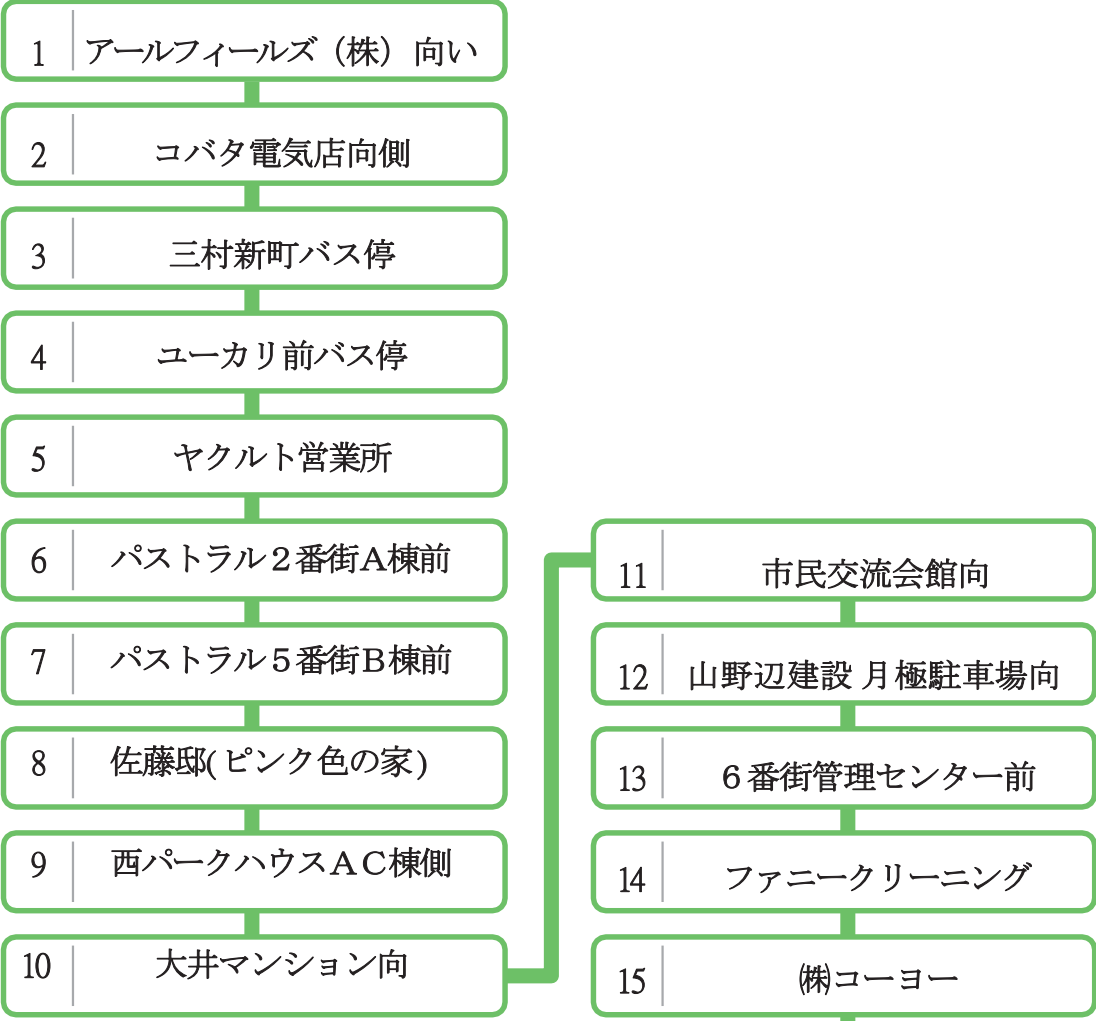 1 アールフィールズ（株）向い
2 コバタ電気店向側
3 三村新町バス停
4 ユーカリ前バス停
5 ヤクルト営業所
6 パストラル２番街Ａ棟前
7 パストラル５番街Ｂ棟前
8 佐藤邸(ピンク色の家)
9 西パークハウスＡＣ棟側
10 大井マンション向
11 市民交流会館向
12 山野辺建設 月極駐車場向
13 ６番街管理センター前
14 ファニークリーニング
15 ㈱コーヨー